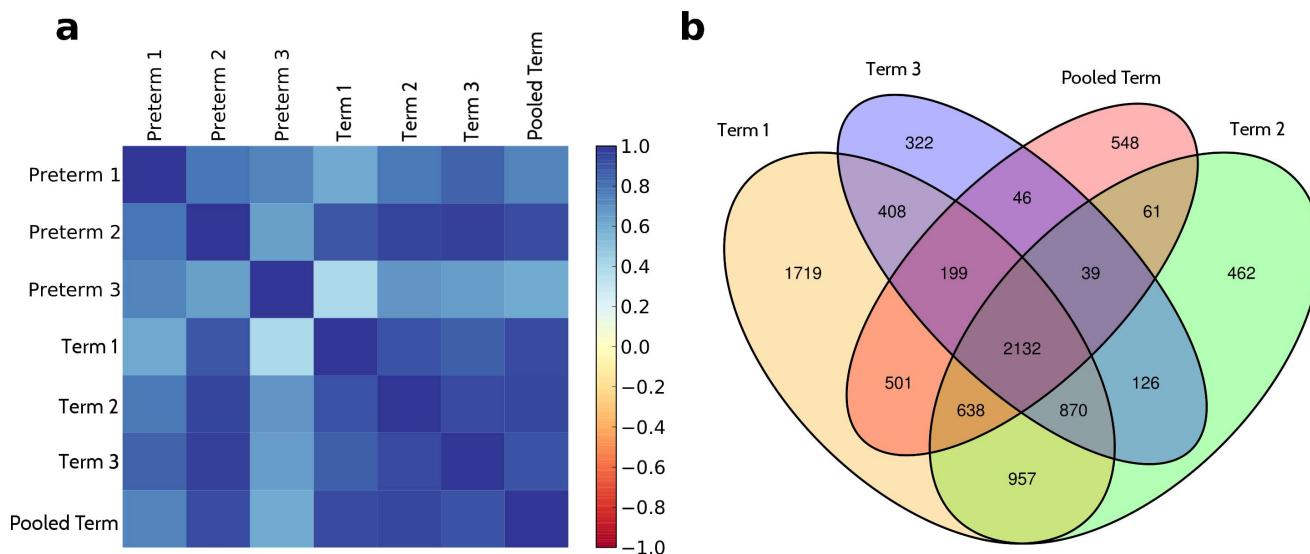 a
Preterm 1
Preterm 2
Preterm 3
Term 1
Term 2
Term 3
Pooled Term
Preterm 1
Preterm 2
Preterm 3
Term 1
Term 2
Term 3
Pooled Term
1.0
0.8
0.6
0.4
0.2
0.0
−0.2
−0.4
−0.6
−0.8
−1.0
b
Term 1
Term 3
Pooled Term
Term 2
322
548
408
46
61
1719
199
39
462
2132
501
126
638
870
957